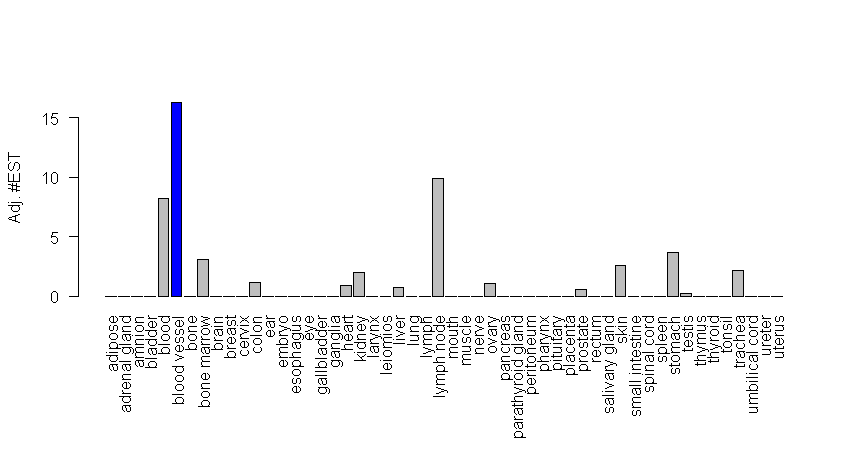 Adj. #EST
15
10
5
0
adipose
adrenal gland
amnion
bladder
blood
blood vessel
bone
bone marrow
brain
breast
cervix
colon
ear
embryo
esophagus
eye
gallbladder
ganglia
heart
kidney
larynx
leiomios
liver
lung
lymph
lymph node
mouth
muscle
nerve
ovary
pancreas
parathyroid gland
peritoneum
pharynx
pituitary
placenta
prostate
rectum
salivary gland
skin
small intestine
spinal cord
spleen
stomach
testis
thymus
thyroid
tonsil
trachea
umbilical cord
ureter
uterus